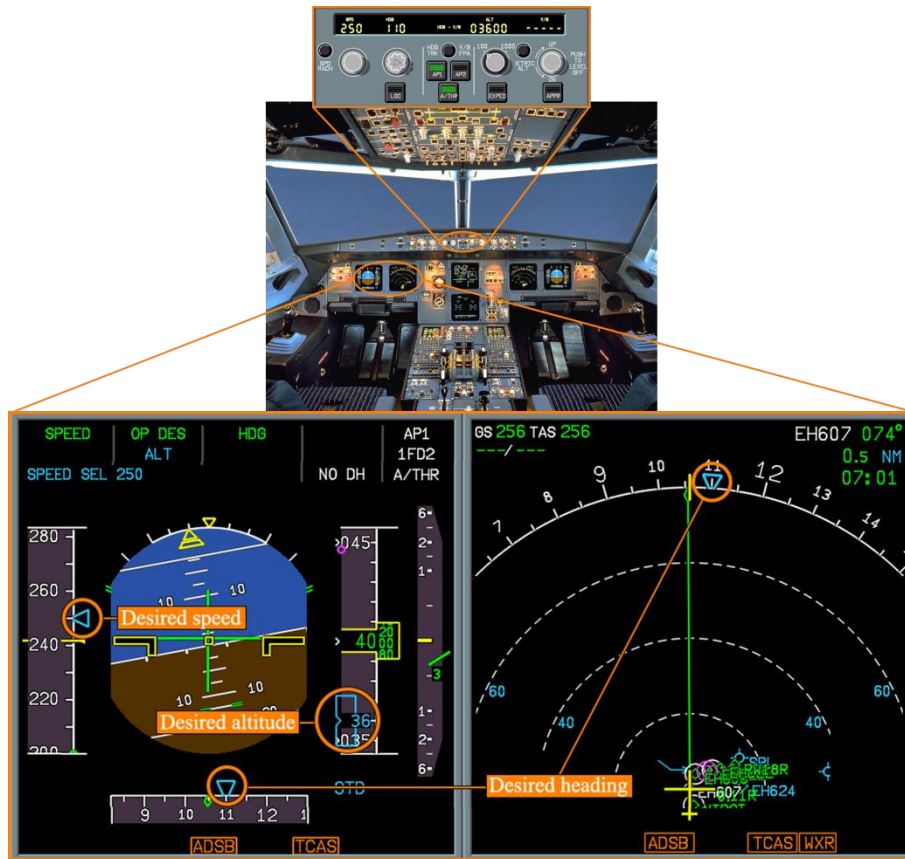 SPD HDG ALT V/S
250 110 HDG - V/S 03600 -----
HDG V/S 100 1000 UP
TRK FPA
SPD METRIC PUSH
MACH ALT TO
LEVEL
OFF
AP1 AP2 DN
LOC A/THR EXPED APPR
SPEED OP DES HDG AP1
ALT 1FD2
SPEED SEL 250 NO DH A/THR
280 045 6
2
260 10 10 1
Desired speed
240 40 20
00
80
220 10 10 3
Desired altitude 36 1
200 035 2
6
STD
9 10 11 12 1
ADSB TCAS
GS 256 TAS 256 EH607 074°
---/--- 0.5 NM
07:01
7 8 9 10 11 12 13 14
60 60
40 40
SPL
EH607 EH624
Desired heading
ADSB TCAS WXR